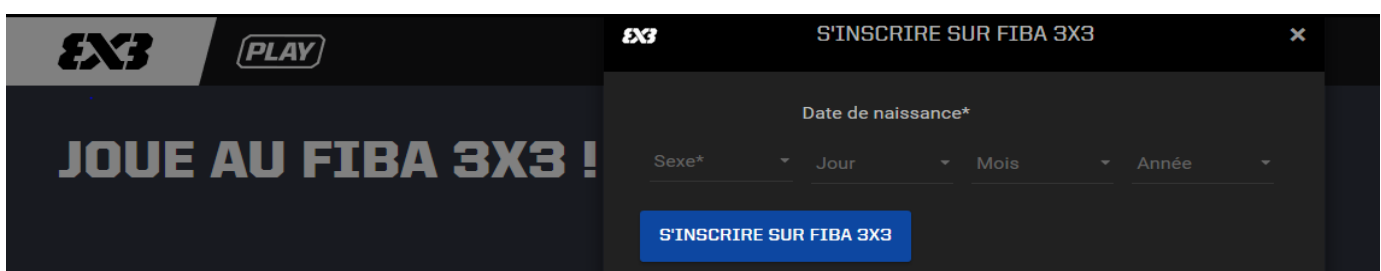 3X3
PLAY
JOUE AU FIBA 3X3 !
3X3
S'INSCRIRE SUR FIBA 3X3
×
Date de naissance*
Sexe*
Jour
Mois
Année
S'INSCRIRE SUR FIBA 3X3